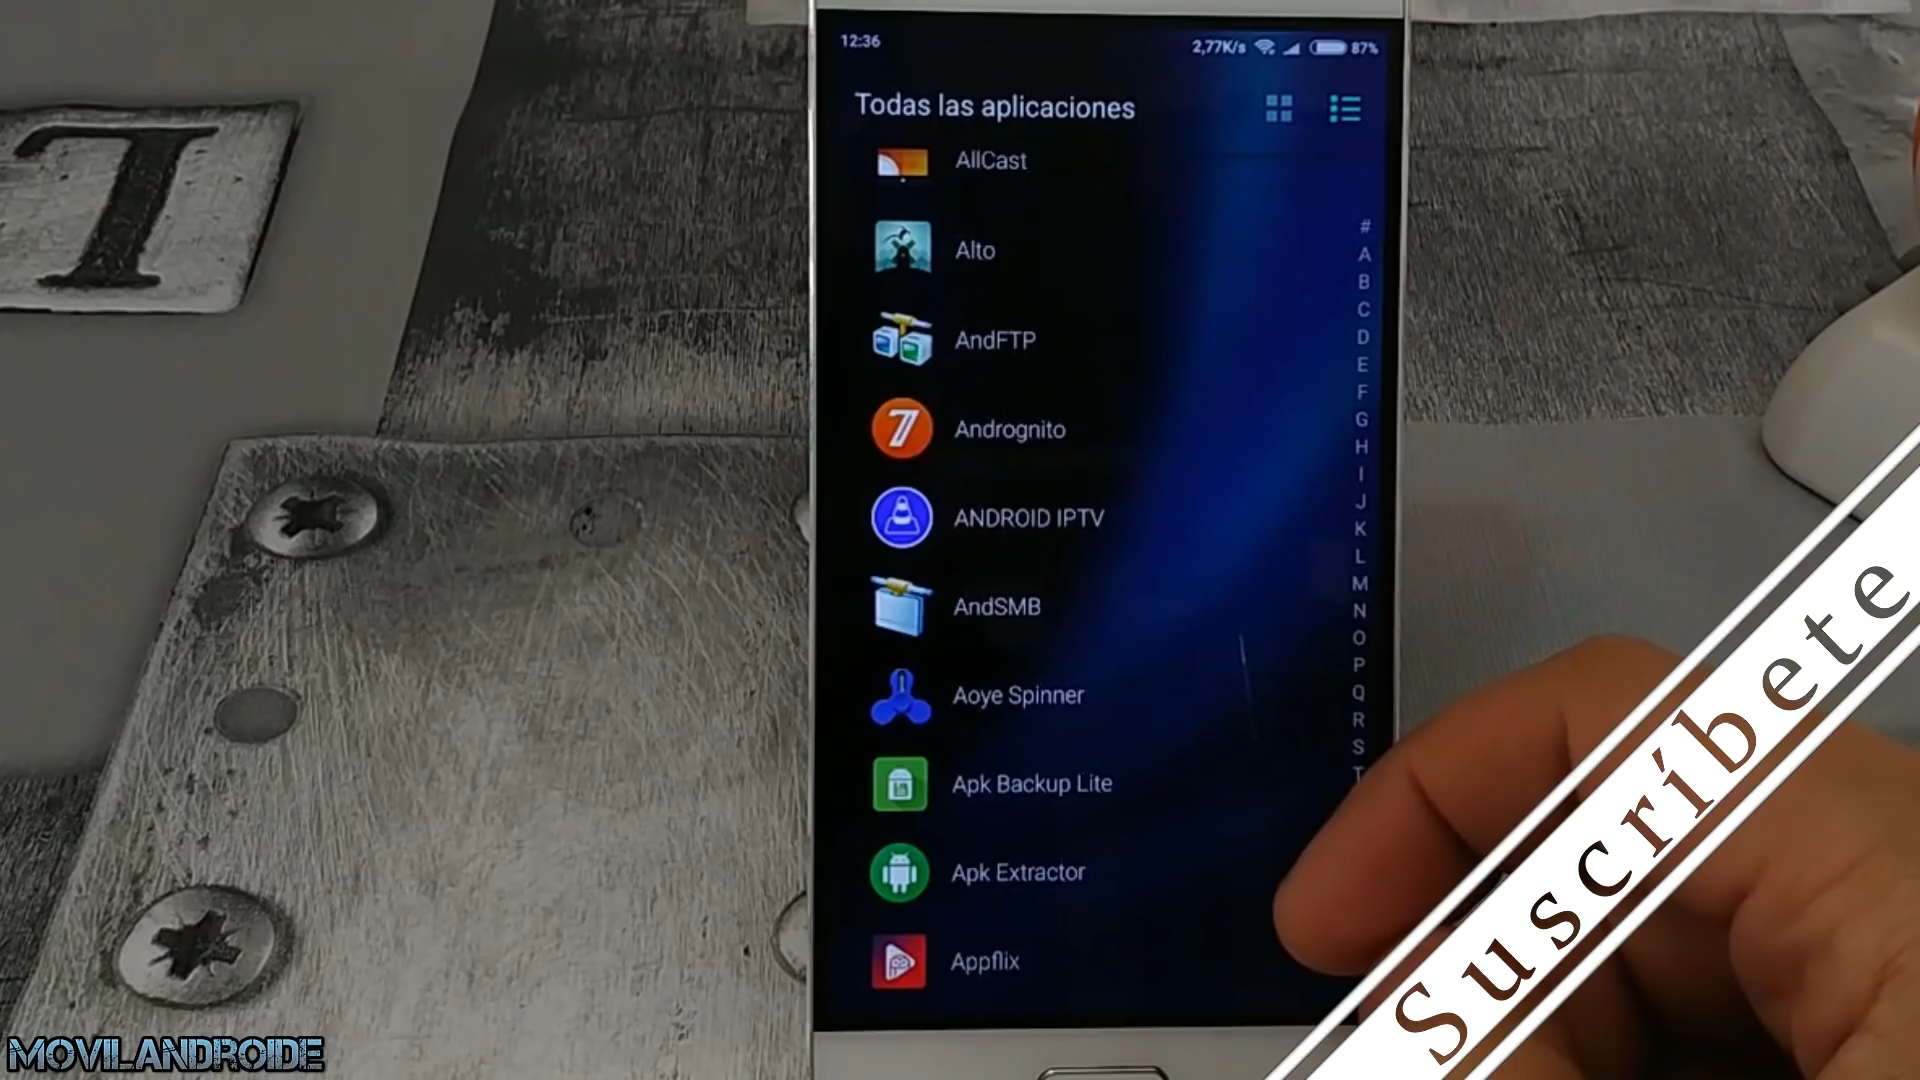 12:36
2,77K/s
87%
Todas las aplicaciones
AllCast
Alto
AndFTP
Andrognito
ANDROID IPTV
AndSMB
Aoye Spinner
Apk Backup Lite
Apk Extractor
Appflix
#
A
B
C
D
E
F
G
H
I
J
K
L
M
N
O
P
Q
R
S
T
L
Suscríbete
MOVILANDROIDE